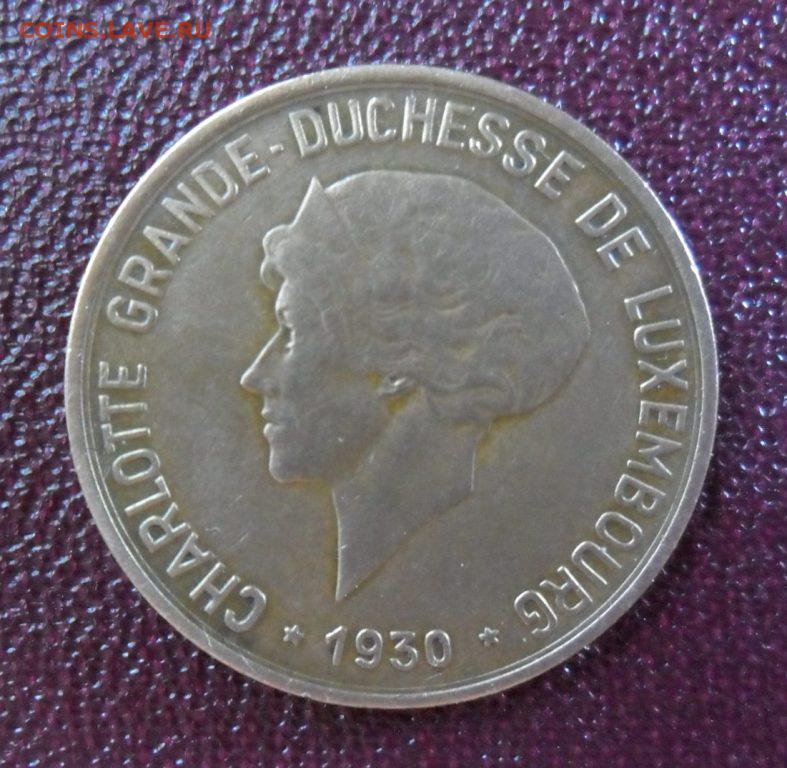 COINS.LAVE.RU
CHARLOTTE GRANDE-DUCHESSE DE LUXEMBOURG
* 1930 *